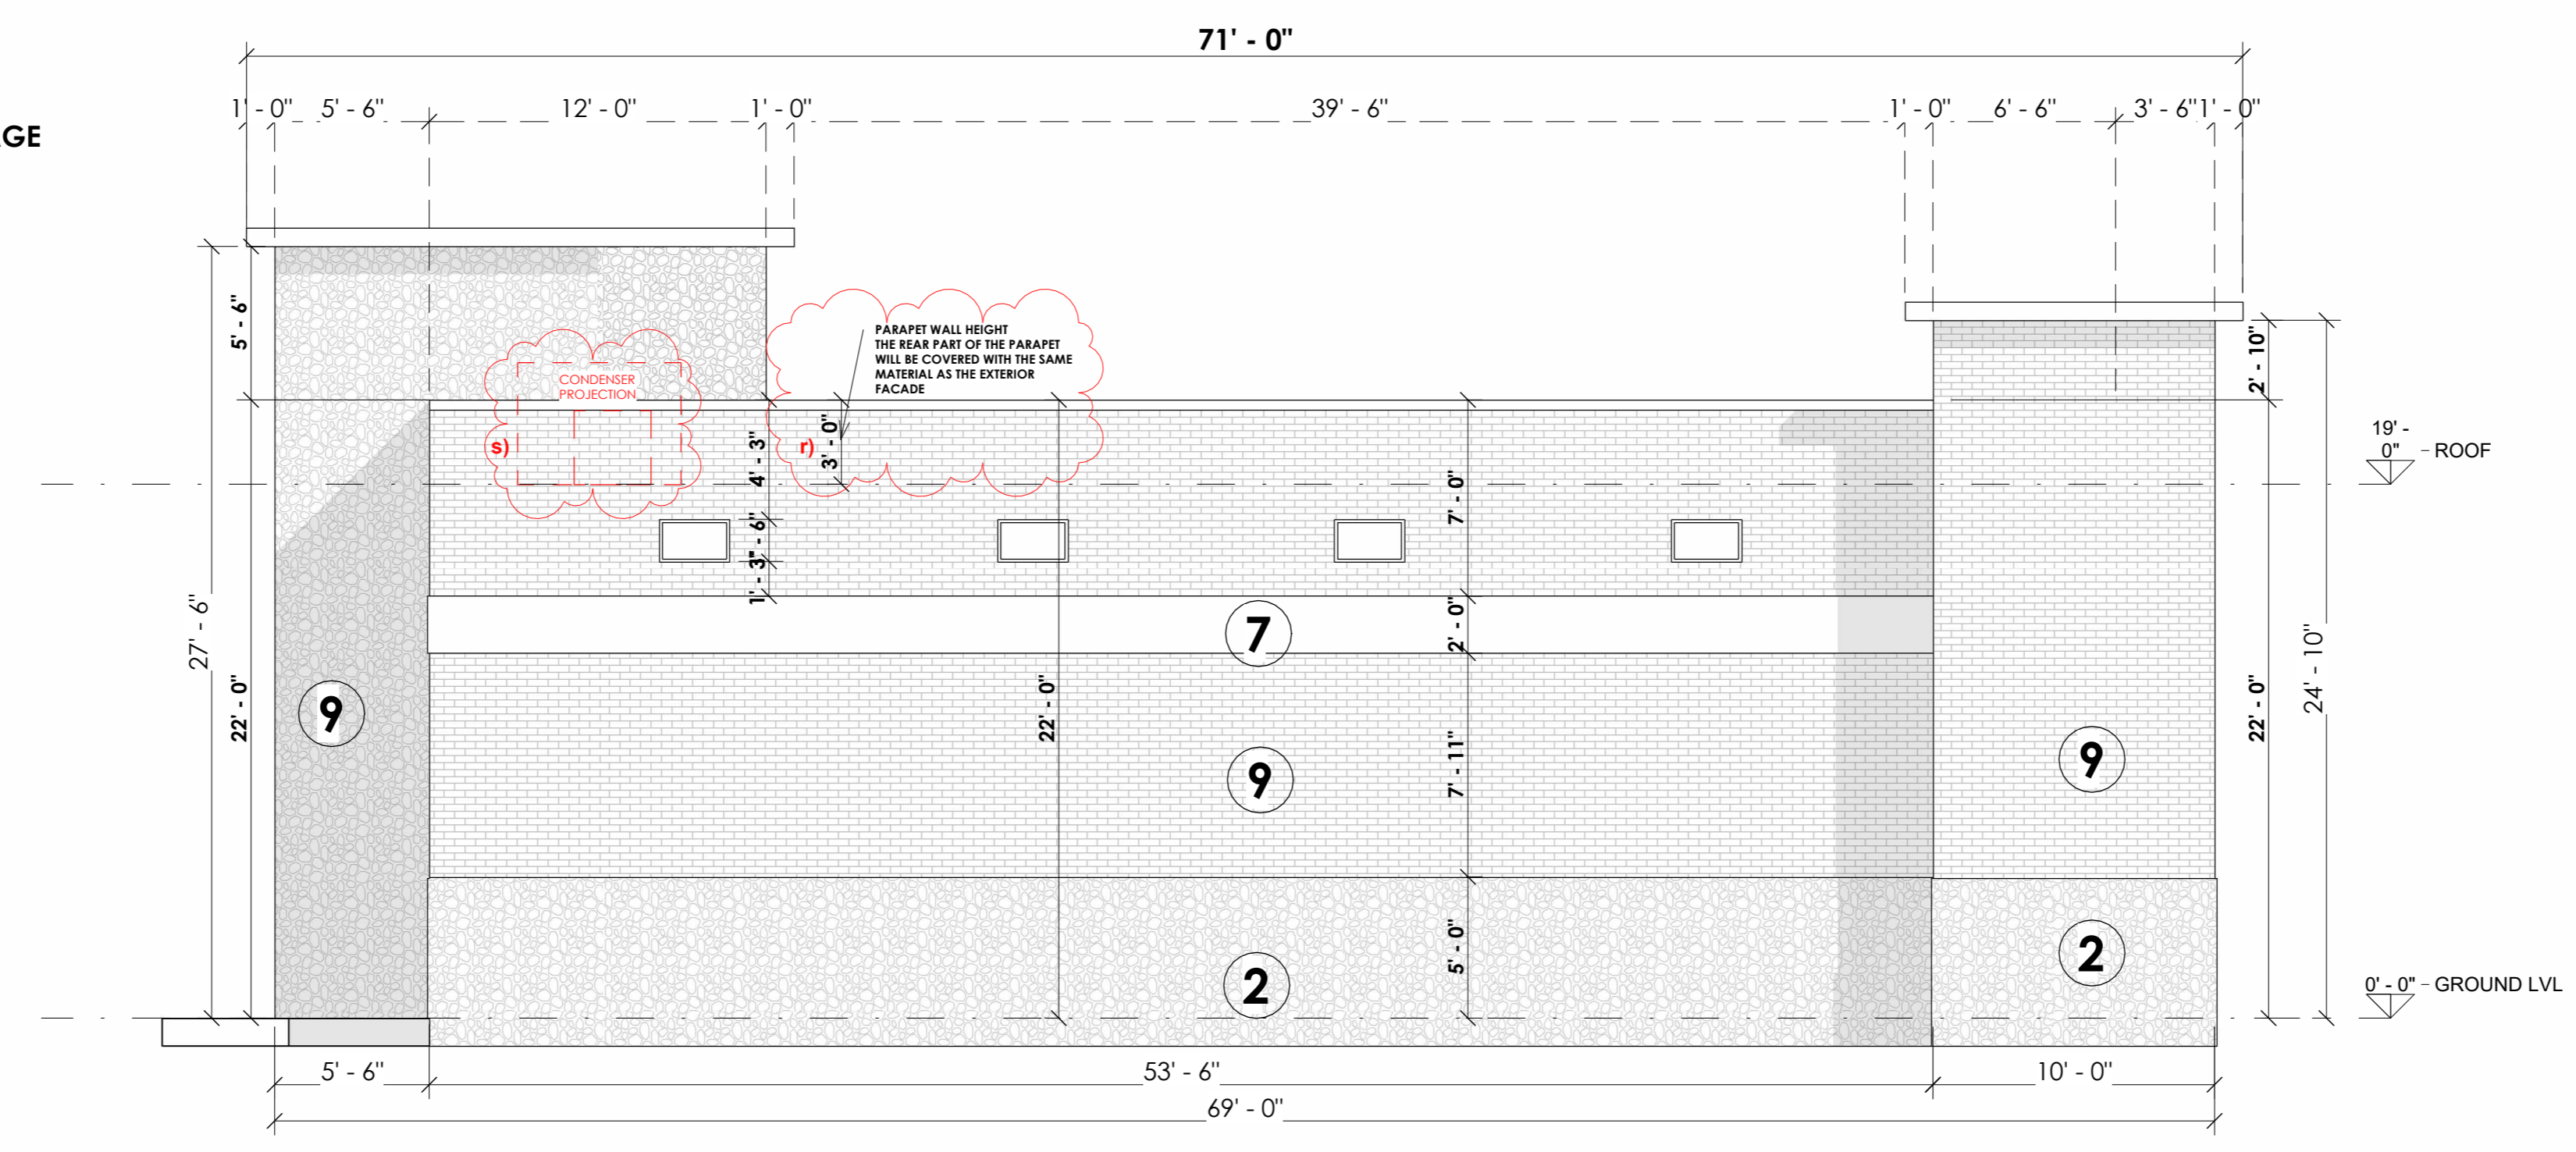 71' - 0"
1' - 0" 5' - 6" 12' - 0" 1' - 0" 39' - 6" 1' - 0" 6' - 6" 3' - 6" 1' - 0"
5' - 6"
PARAPET WALL HEIGHT
THE REAR PART OF THE PARAPET
WILL BE COVERED WITH THE SAME
MATERIAL AS THE EXTERIOR
FACADE
CONDENSER
PROJECTION
2' - 10"
s)
r)
4' - 3"
3' - 0"
7' - 0"
19' -
0" - ROOF
1' - 6"
1' - 3"
27' - 6"
7
2' - 0"
24' - 10"
9
22' - 0"
22' - 0"
9
7' - 11"
9
22' - 0"
2
5' - 0"
2
0' - 0" - GROUND LVL
5' - 6" 53' - 6" 10' - 0"
69' - 0"